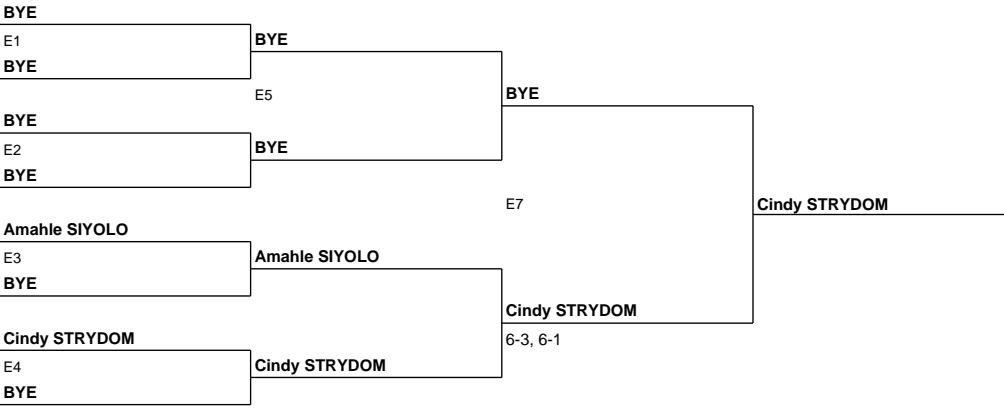 BYE
E1
BYE
BYE
E5
BYE
BYE
E2
BYE
BYE
E7
Cindy STRYDOM
Amahle SIYOLO
E3
Amahle SIYOLO
BYE
Cindy STRYDOM
6-3, 6-1
Cindy STRYDOM
E4
Cindy STRYDOM
BYE